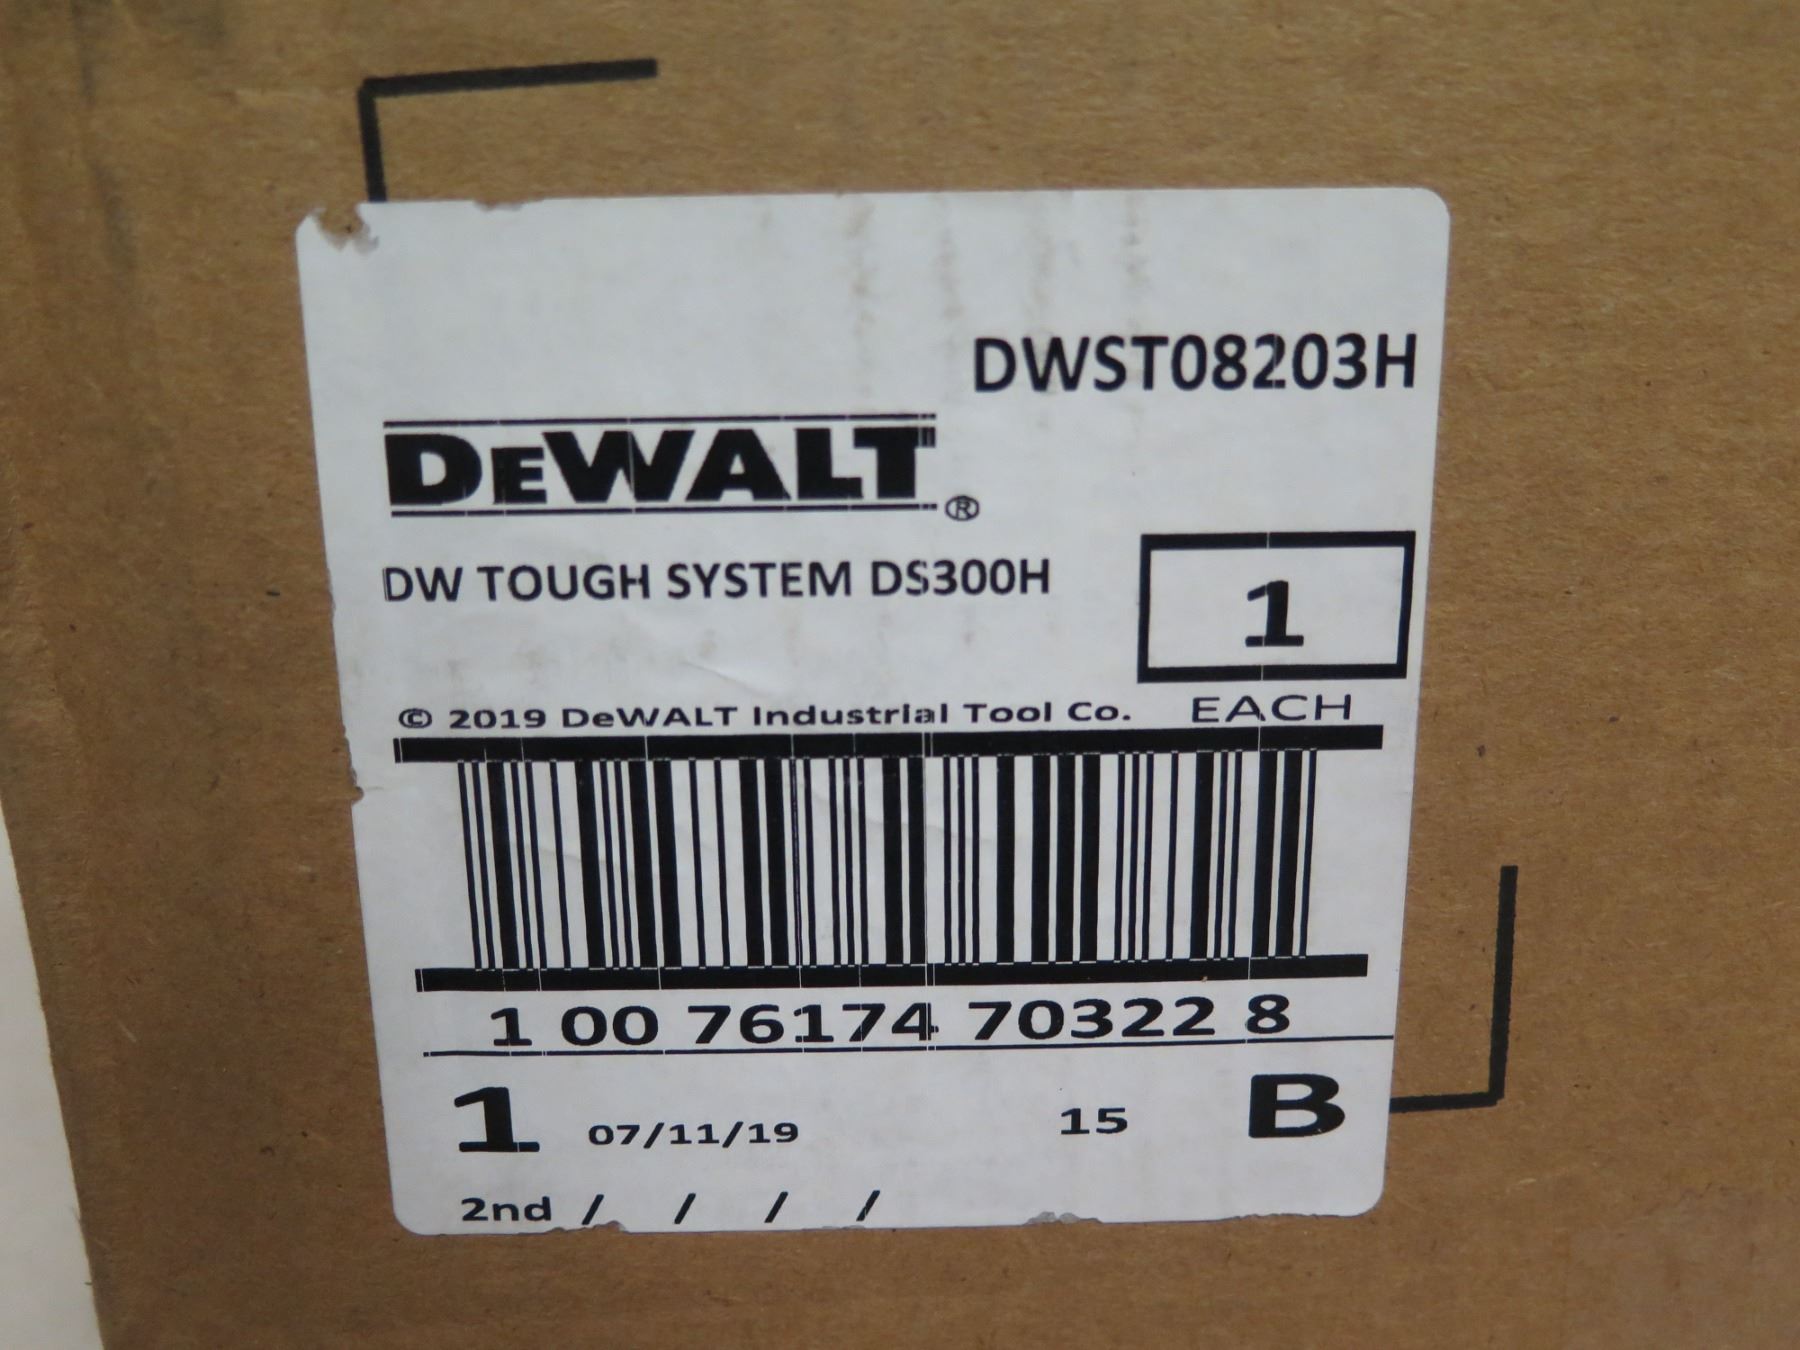 DWST08203H
DEWALT®
DW TOUGH SYSTEM DS300H
1
© 2019 DeWALT Industrial Tool Co. EACH
1 00 76174 70322 8
1 07/11/19 15 B
2nd / / / /